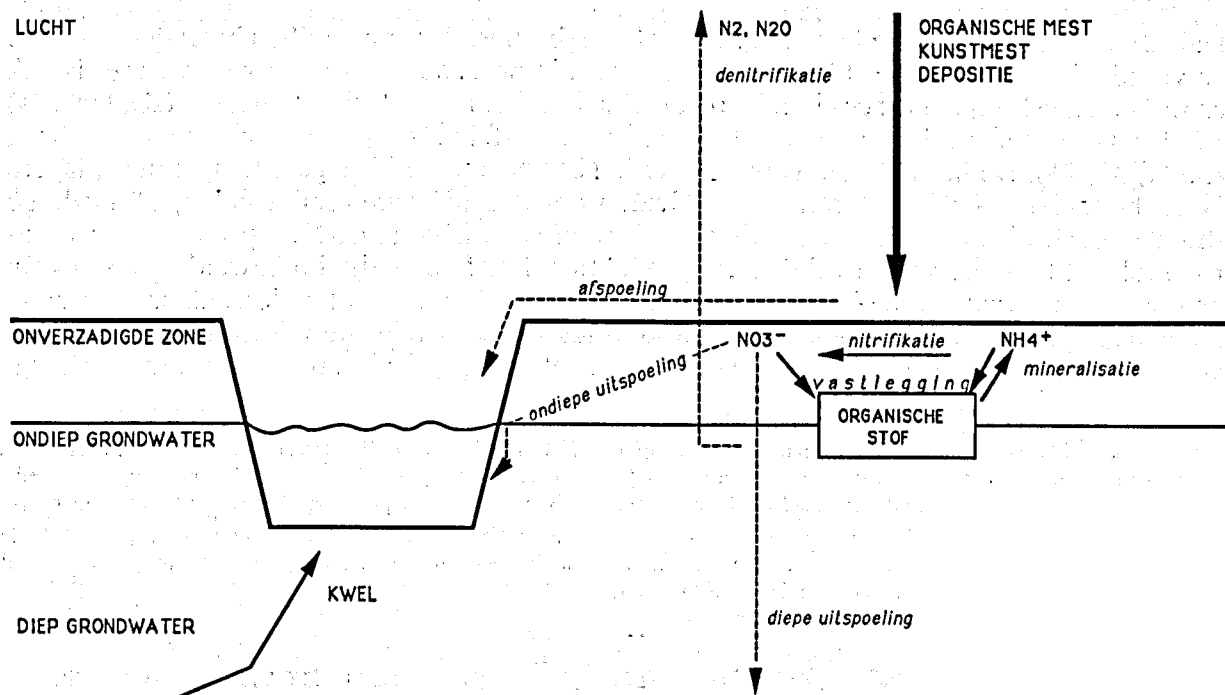 LUCHT
N2, N2O
denitrifikatie
ORGANISCHE MEST
KUNSTMEST
DEPOSITIE
afspoeling
ONVERZADIGDE ZONE
NO3-
nitrifikatie
NH4+
mineralisatie
ondiepe uitspoeling
vastlegging
ORGANISCHE
STOF
ONDIEP GRONDWATER
KWEL
DIEP GRONDWATER
diepe uitspoeling